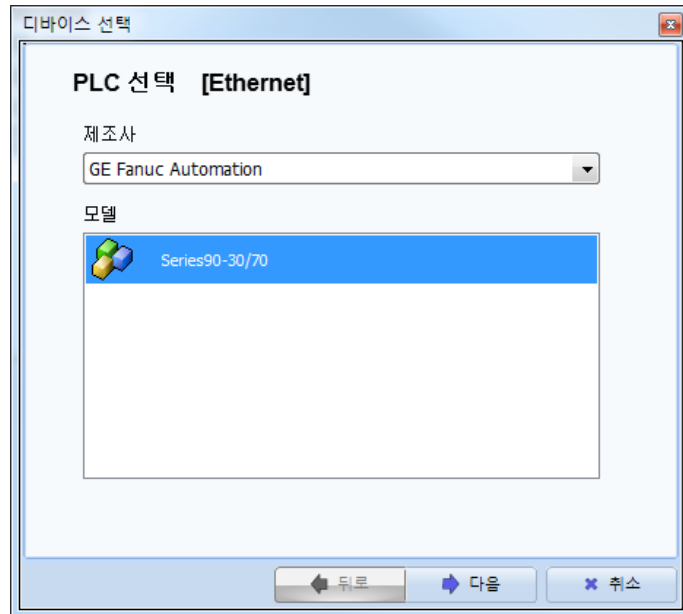 디바이스 선택
PLC 선택 [Ethernet]
제조사
GE Fanuc Automation
모델
Series90-30/70
뒤로 다음 취소